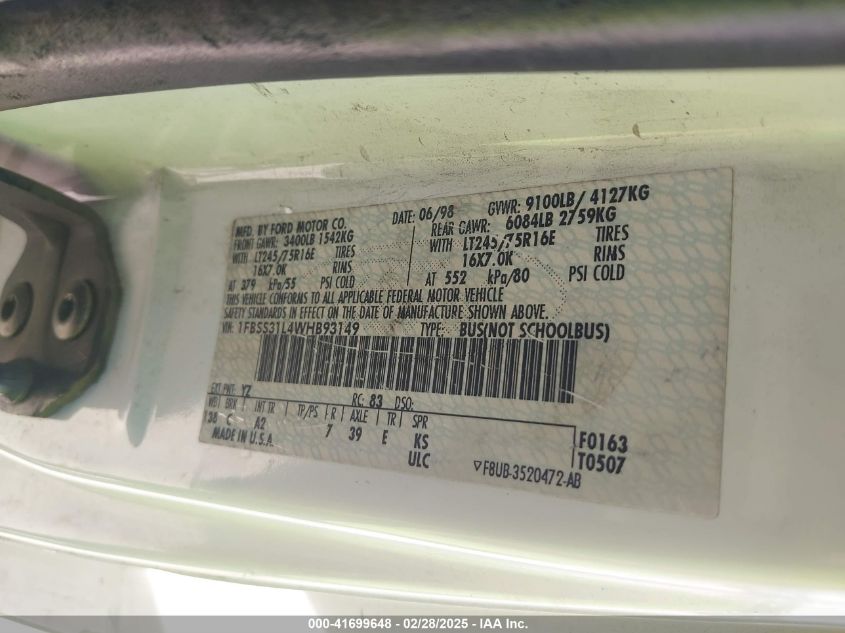 MFD. BY FORD MOTOR CO.
DATE: 06/98 GVWR: 9100LB/ 4127KG
FRONT GAWR: 3400LB 1542KG REAR GAWR: 6084LB 2759KG
WITH LT245/75R16E TIRES WITH LT245/75R16E TIRES
16X7.0K RIMS 16X7.0K RIMS
AT 379 kPa/55 PSI COLD AT 552 kPa/80 PSI COLD
THIS VEHICLE CONFORMS TO ALL APPLICABLE FEDERAL MOTOR VEHICLE
SAFETY STANDARDS IN EFFECT ON THE DATE OF MANUFACTURE SHOWN ABOVE.
VIN: 1FBSS31L4WHB93149 TYPE: BUS(NOT SCHOOLBUS)
EXT PNT: YZ RC: 83 DSO:
WB BRK INT TR TP/PS R AXLE TR SPR
138 C A2 7 39 E KS F0163
MADE IN U.S.A. ULC T0507
▽F8UB-3520472-AB
000-41699648 / 02/28/2025 / IAA Inc.